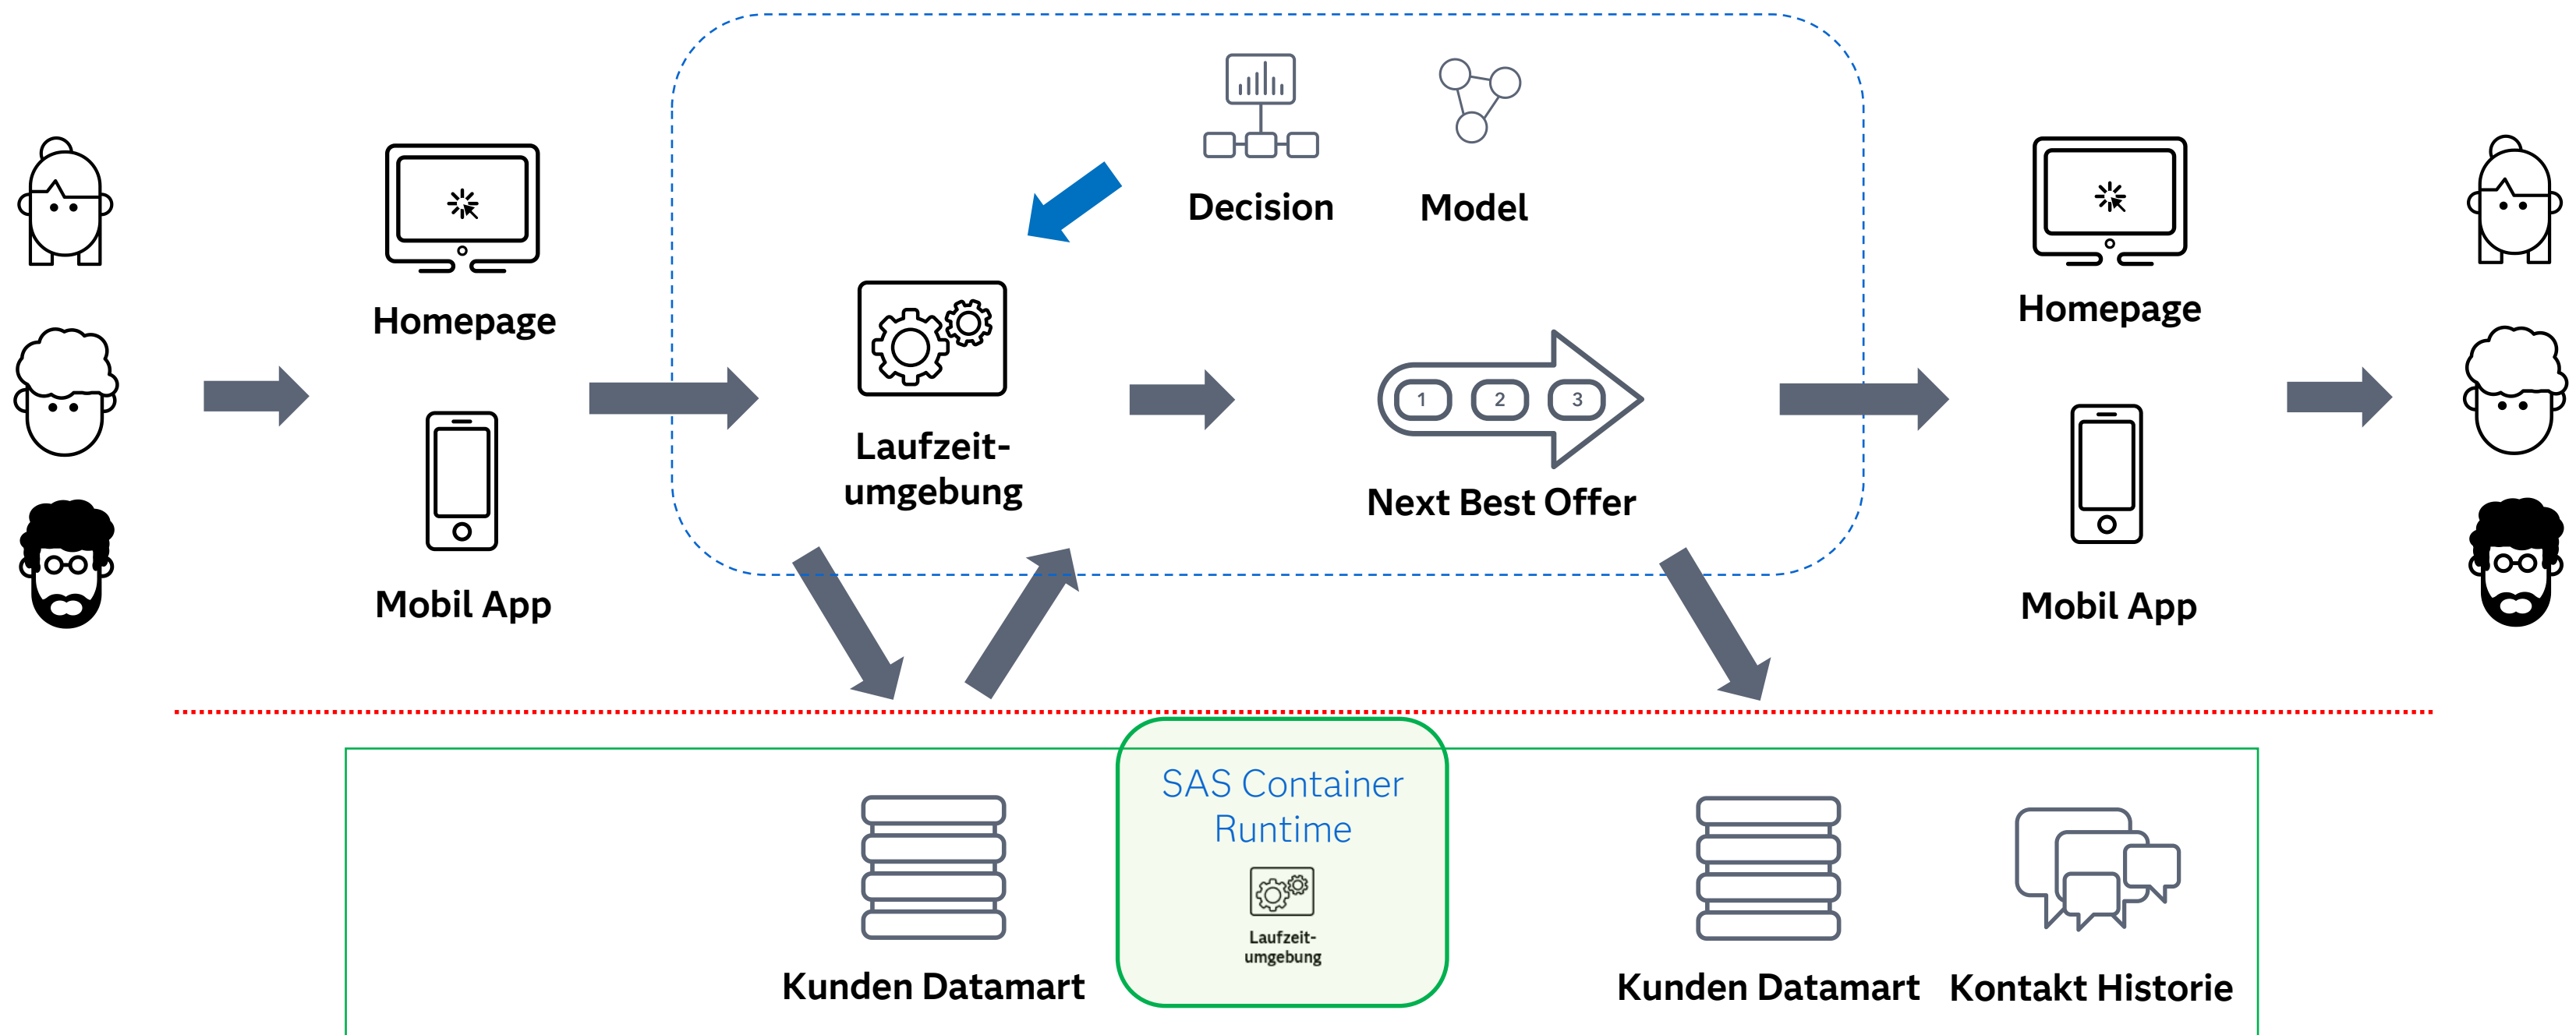 Decision
Model
Homepage
Homepage
1 2 3
Laufzeit-
umgebung
Next Best Offer
Mobil App
Mobil App
SAS Container
Runtime
Laufzeit-
umgebung
Kunden Datamart
Kunden Datamart
Kontakt Historie